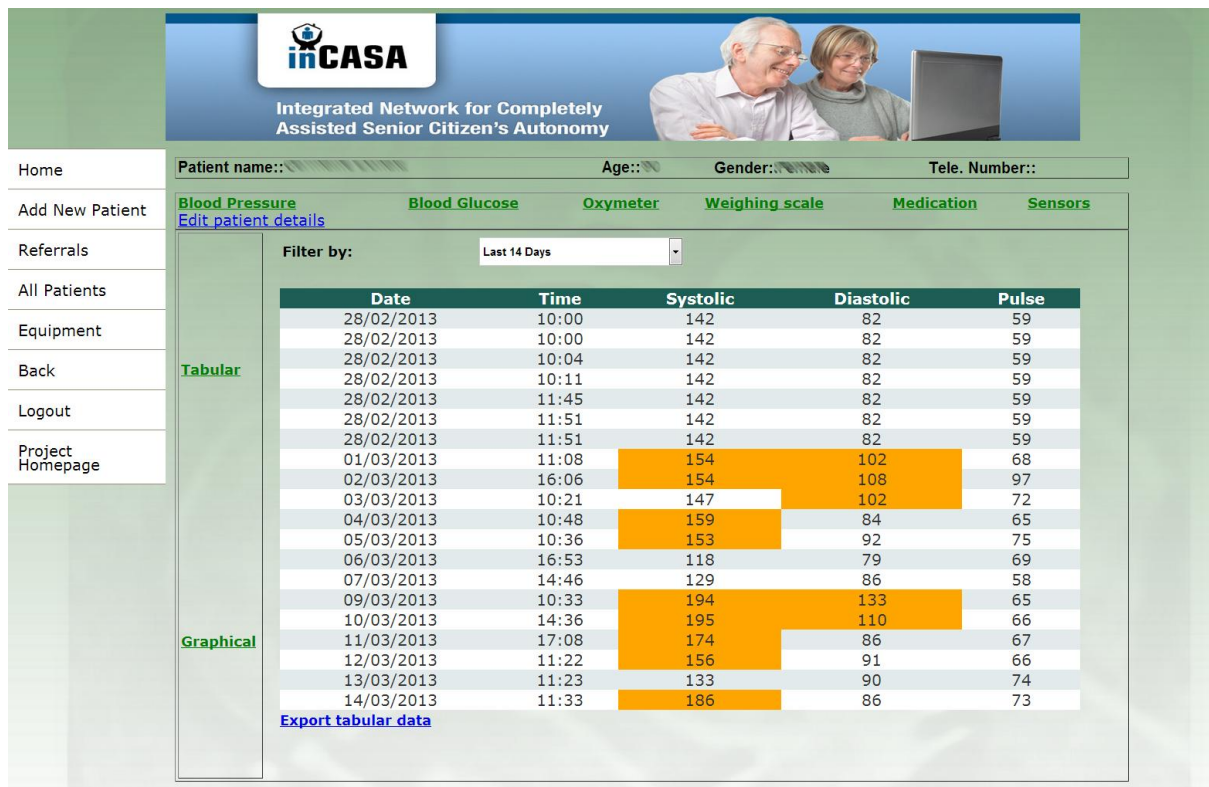 inCASA
Integrated Network for Completely
Assisted Senior Citizen's Autonomy
Home
Add New Patient
Referrals
All Patients
Equipment
Back
Logout
Project
Homepage
Patient name:: Age:: Gender:: Tele. Number::
Blood Pressure Blood Glucose Oxymeter Weighing scale Medication Sensors
Edit patient details
Tabular
Graphical
Filter by: Last 14 Days
Date Time Systolic Diastolic Pulse
28/02/2013 10:00 142 82 59
28/02/2013 10:00 142 82 59
28/02/2013 10:04 142 82 59
28/02/2013 10:11 142 82 59
28/02/2013 11:45 142 82 59
28/02/2013 11:51 142 82 59
28/02/2013 11:51 142 82 59
01/03/2013 11:08 154 102 68
02/03/2013 16:06 154 108 97
03/03/2013 10:21 147 102 72
04/03/2013 10:48 159 84 65
05/03/2013 10:36 153 92 75
06/03/2013 16:53 118 79 69
07/03/2013 14:46 129 86 58
09/03/2013 10:33 194 133 65
10/03/2013 14:36 195 110 66
11/03/2013 17:08 174 86 67
12/03/2013 11:22 156 91 66
13/03/2013 11:23 133 90 74
14/03/2013 11:33 186 86 73
Export tabular data